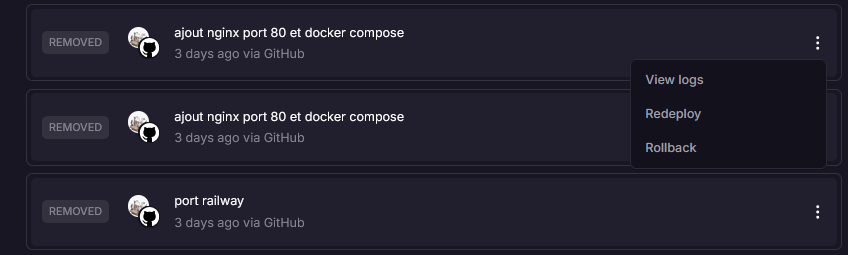 REMOVED
ajout nginx port 80 et docker compose
3 days ago via GitHub
View logs
Redeploy
Rollback
REMOVED
ajout nginx port 80 et docker compose
3 days ago via GitHub
REMOVED
port railway
3 days ago via GitHub